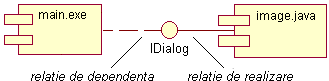 main.exe
image.java
IDialog
relatie de dependenta
relatie de realizare